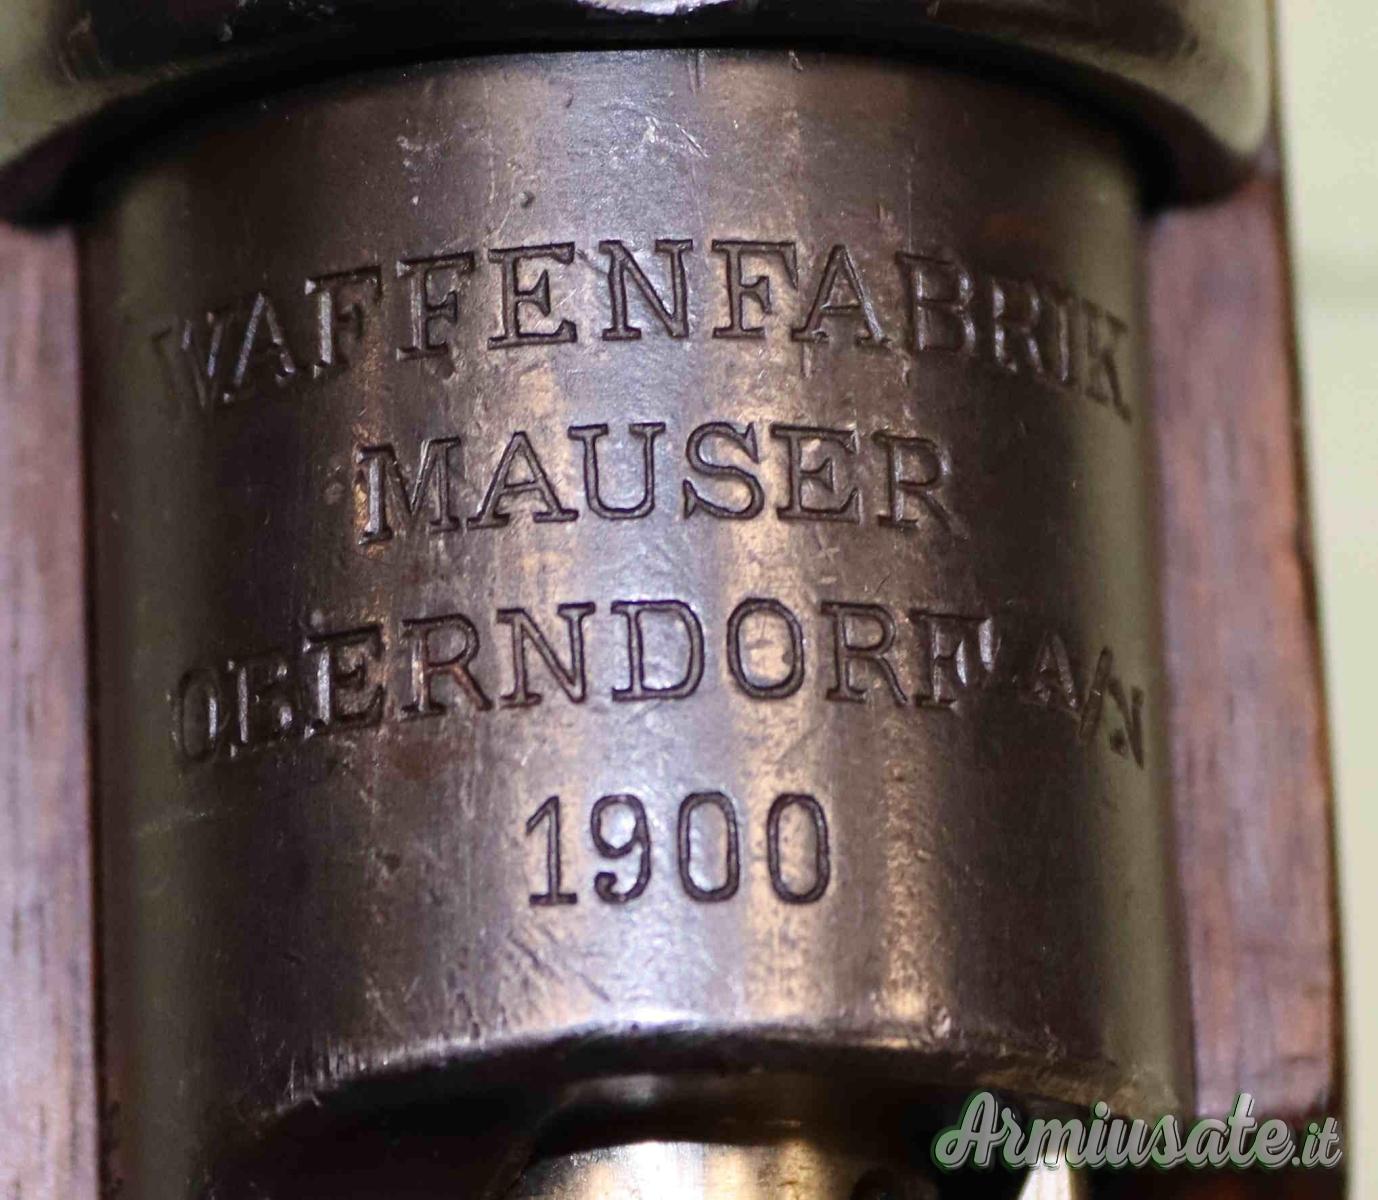 WAFFENFABRIK
MAUSER
OBERNDORF A/N
1900
Armiusate.it